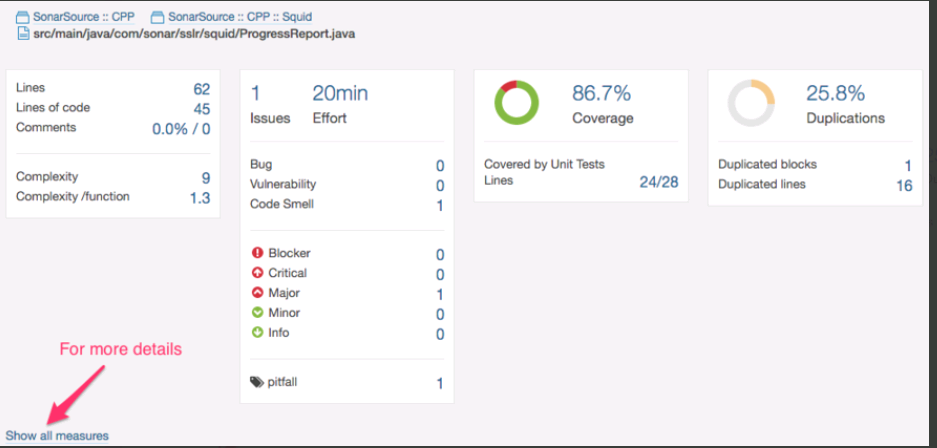 SonarSource :: CPP SonarSource :: CPP :: Squid
src/main/java/com/sonar/sslr/squid/ProgressReport.java
Lines 62
Lines of code 45
Comments 0.0% / 0
Complexity 9
Complexity /function 1.3
1 20min
Issues Effort
Bug 0
Vulnerability 0
Code Smell 1
Blocker 0
Critical 0
Major 1
Minor 0
Info 0
pitfall 1
86.7%
Coverage
Covered by Unit Tests
Lines 24/28
25.8%
Duplications
Duplicated blocks 1
Duplicated lines 16
For more details
Show all measures